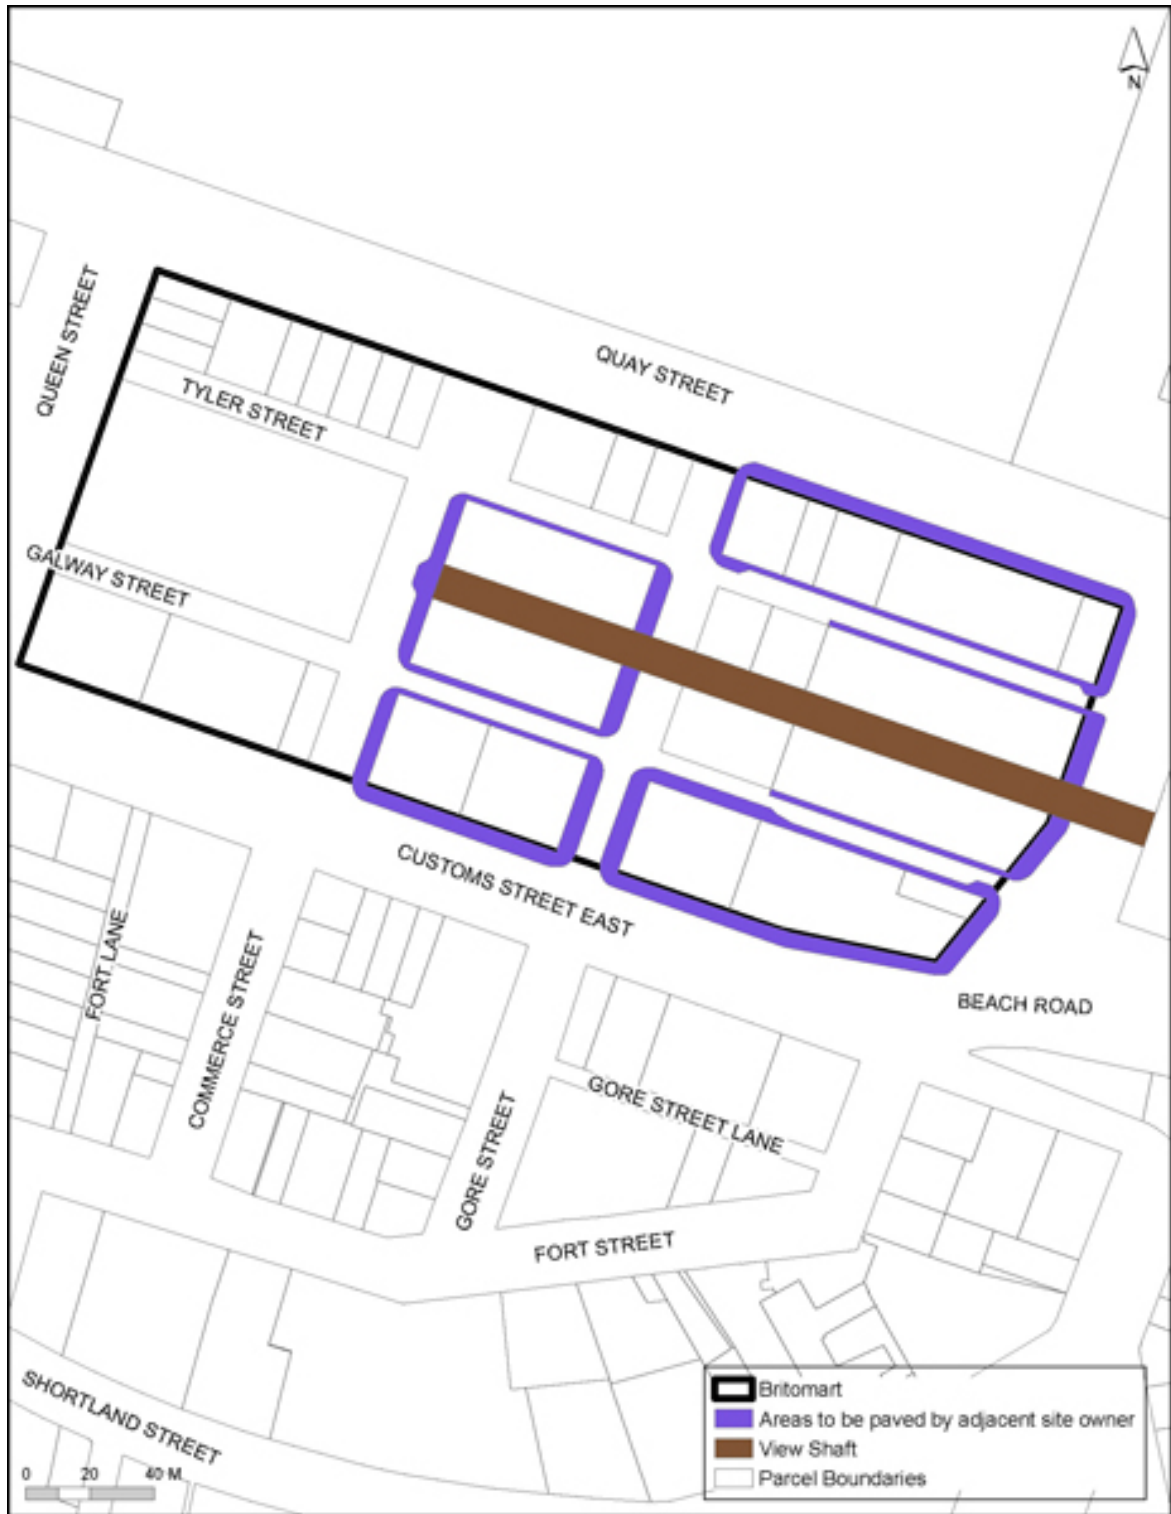 N
QUEEN STREET
QUAY STREET
TYLER STREET
GALWAY STREET
CUSTOMS STREET EAST
FORT LANE
COMMERCE STREET
BEACH ROAD
GORE STREET LANE
GORE STREET
FORT STREET
SHORTLAND STREET
Britomart
Areas to be paved by adjacent site owner
View Shaft
Parcel Boundaries
0 20 40 M